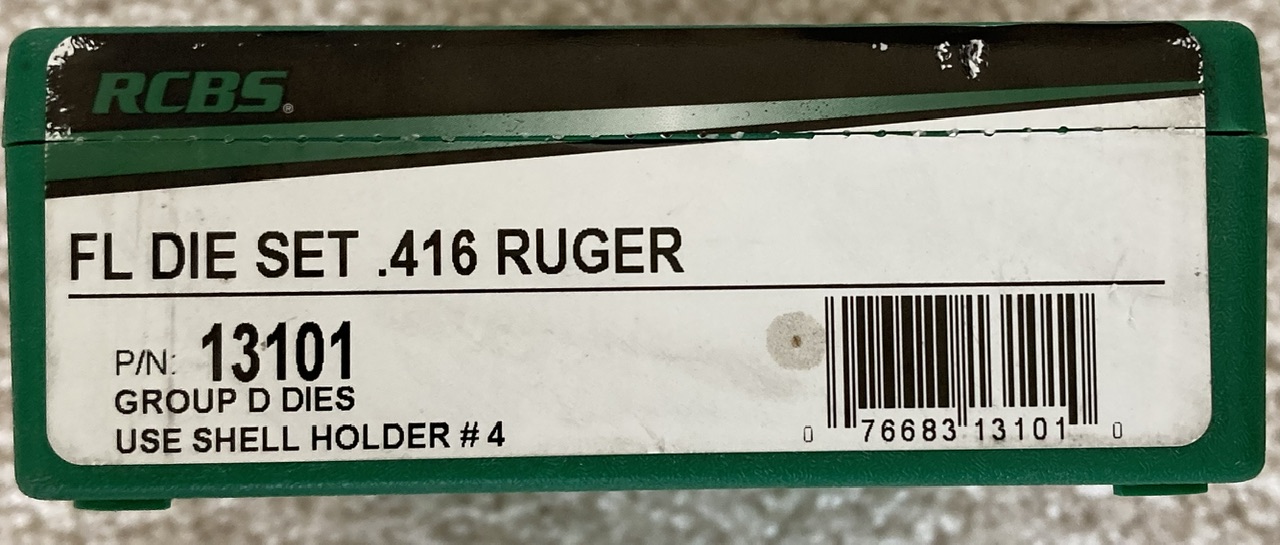 RCBS®
FL DIE SET .416 RUGER
P/N: 13101
GROUP D DIES
USE SHELL HOLDER # 4
0 76683 13101 0